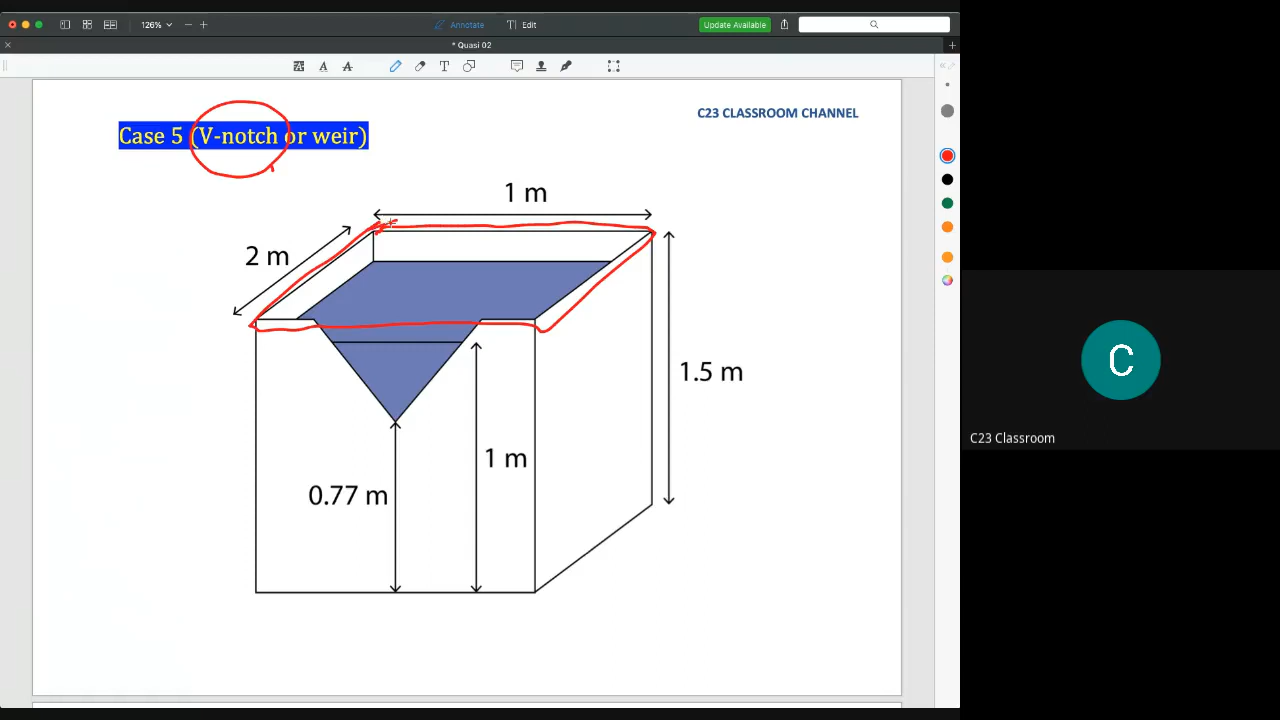 126%
Annotate
T Edit
Update Available
* Quasi 02
C23 CLASSROOM CHANNEL
Case 5 (V-notch or weir)
1 m
2 m
1.5 m
1 m
0.77 m
C
C23 Classroom